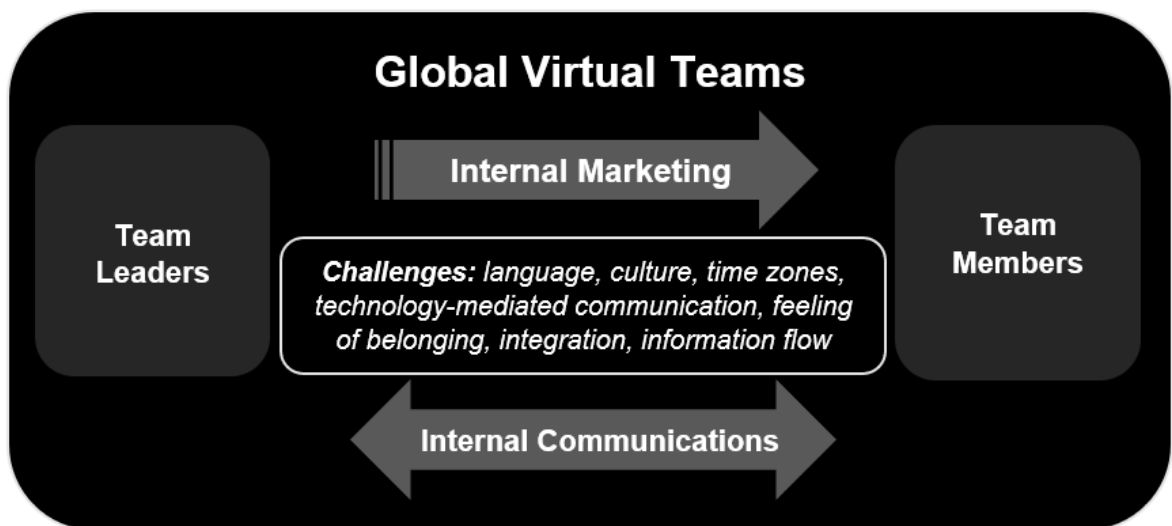 Global Virtual Teams
Internal Marketing
Team
Leaders
Challenges: language, culture, time zones,
technology-mediated communication, feeling
of belonging, integration, information flow
Team
Members
Internal Communications